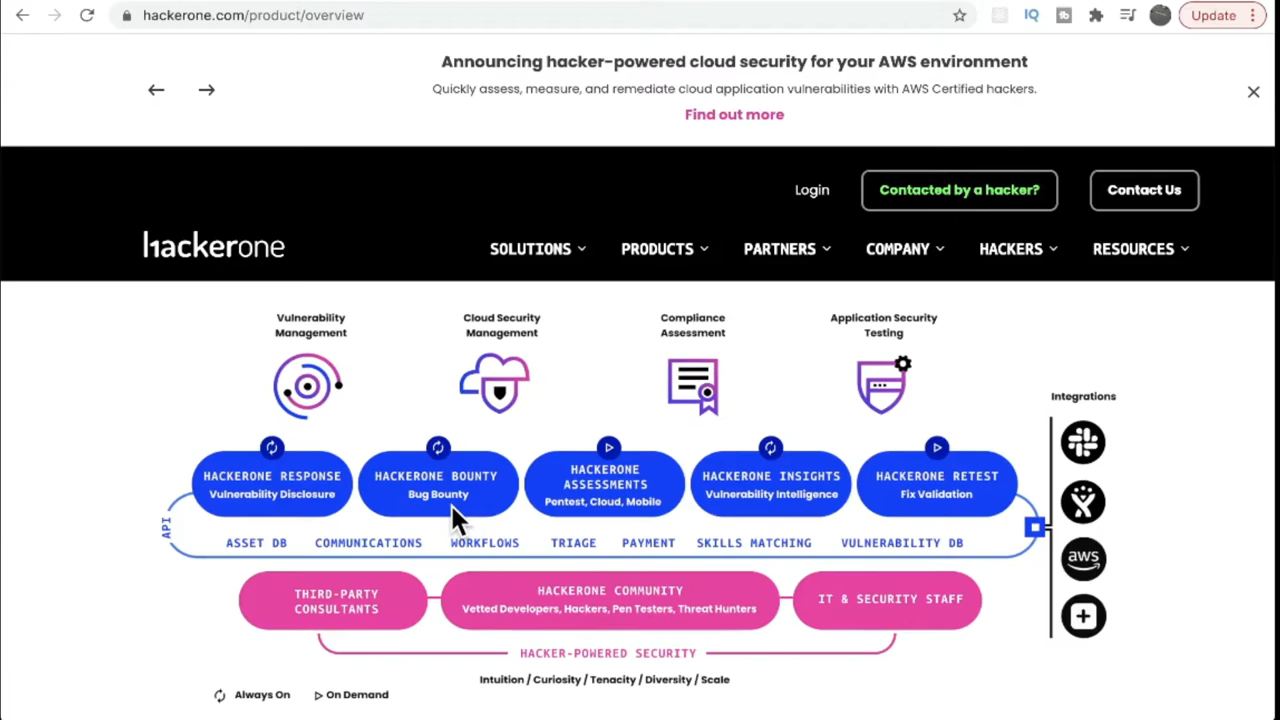 hackerone.com/product/overview
IQ
Update
Announcing hacker-powered cloud security for your AWS environment
Quickly assess, measure, and remediate cloud application vulnerabilities with AWS Certified hackers.
Find out more
Login
Contacted by a hacker?
Contact Us
hackerone
SOLUTIONS
PRODUCTS
PARTNERS
COMPANY
HACKERS
RESOURCES
Vulnerability
Management
Cloud Security
Management
Compliance
Assessment
Application Security
Testing
Integrations
HACKERONE RESPONSE
Vulnerability Disclosure
HACKERONE BOUNTY
Bug Bounty
HACKERONE
ASSESSMENTS
Pentest, Cloud, Mobile
HACKERONE INSIGHTS
Vulnerability Intelligence
HACKERONE RETEST
Fix Validation
API
ASSET DB
COMMUNICATIONS
WORKFLOWS
TRIAGE
PAYMENT
SKILLS MATCHING
VULNERABILITY DB
aws
THIRD-PARTY
CONSULTANTS
HACKERONE COMMUNITY
Vetted Developers, Hackers, Pen Testers, Threat Hunters
IT & SECURITY STAFF
HACKER-POWERED SECURITY
Intuition / Curiosity / Tenacity / Diversity / Scale
Always On
On Demand